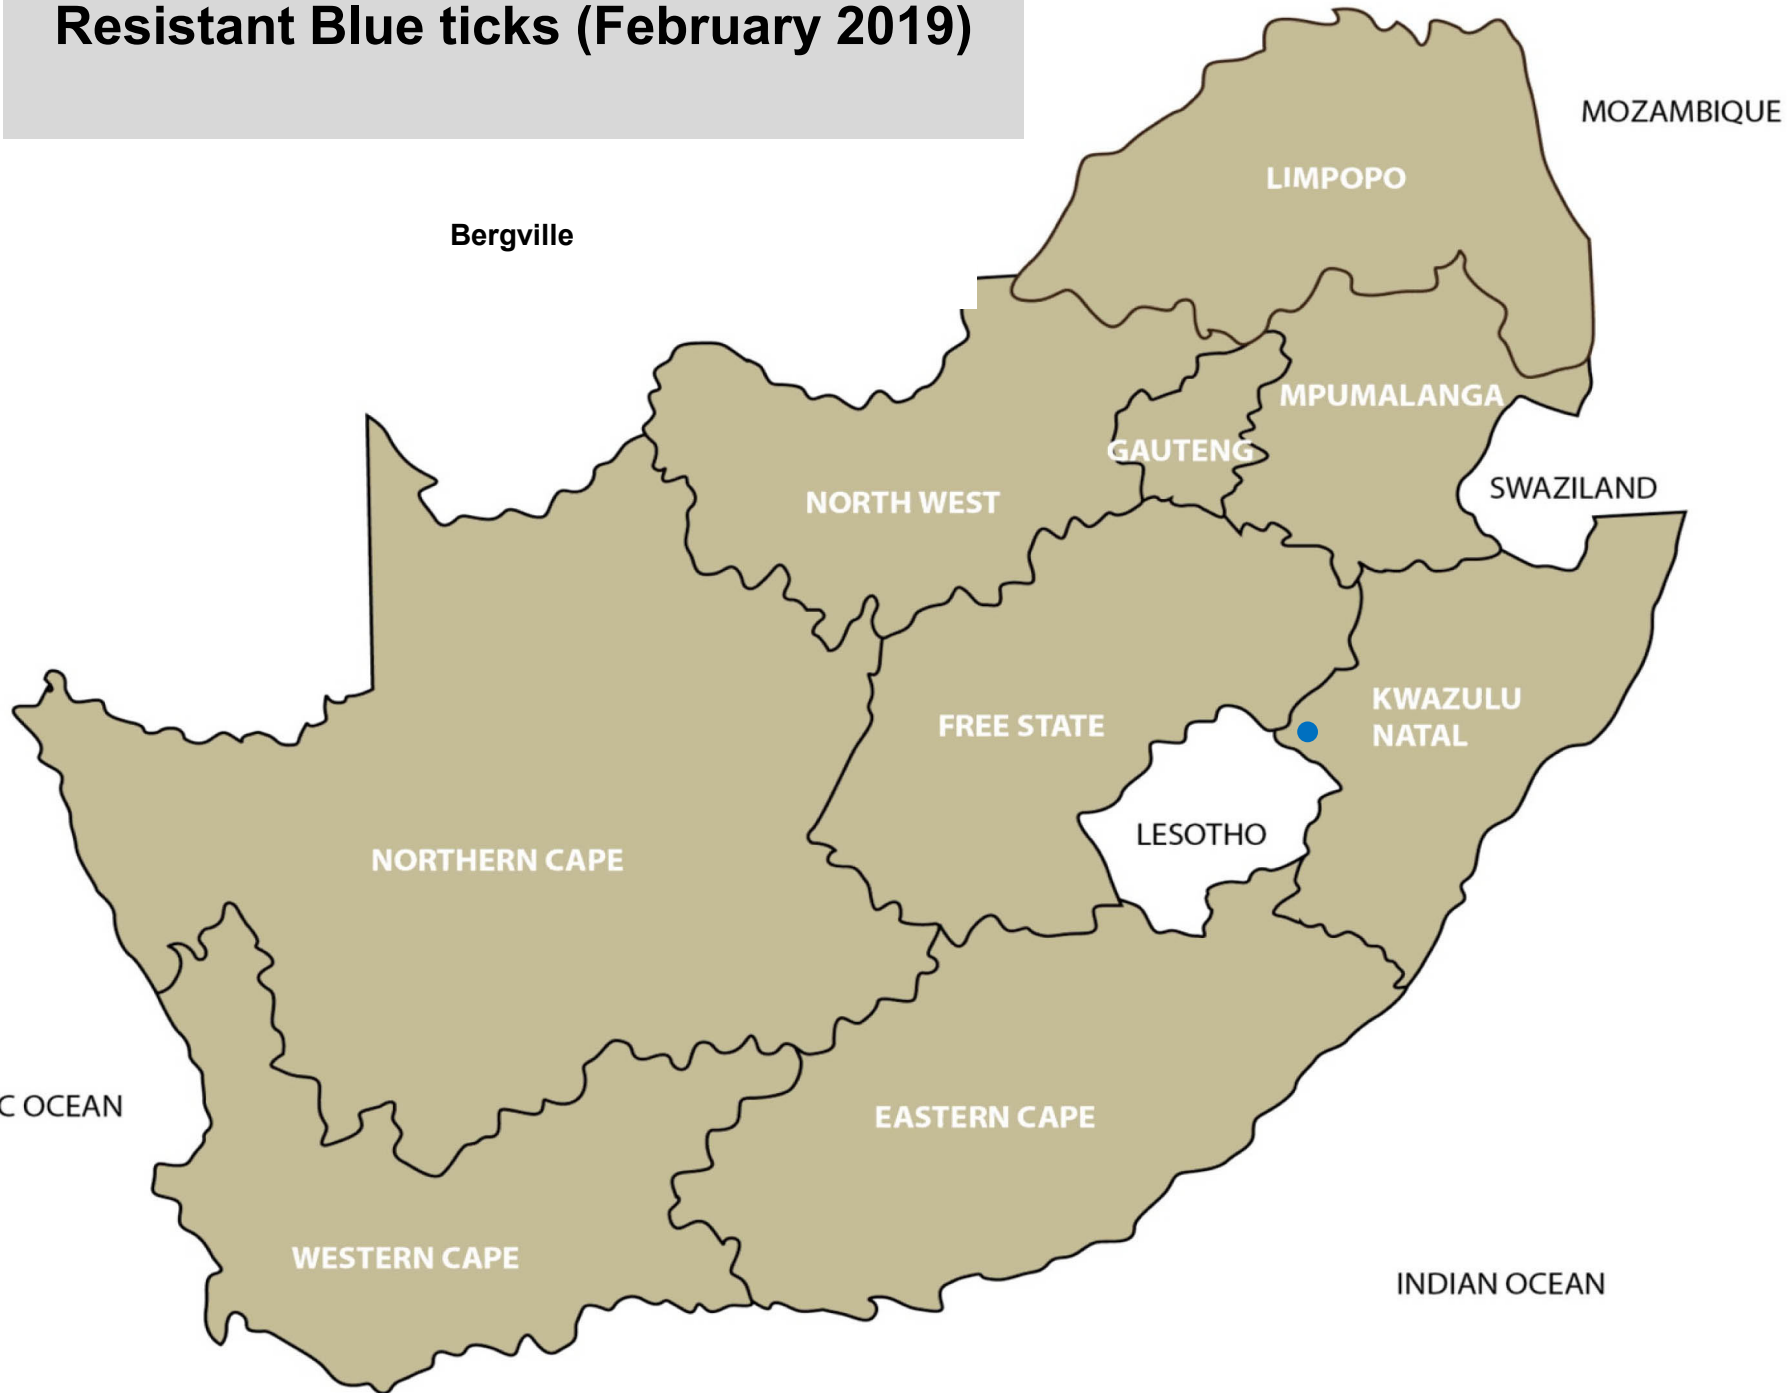 Resistant Blue ticks (February 2019)
MOZAMBIQUE
LIMPOPO
Bergville
MPUMALANGA
GAUTENG
SWAZILAND
NORTH WEST
KWAZULU
NATAL
FREE STATE
LESOTHO
NORTHERN CAPE
C OCEAN
EASTERN CAPE
WESTERN CAPE
INDIAN OCEAN